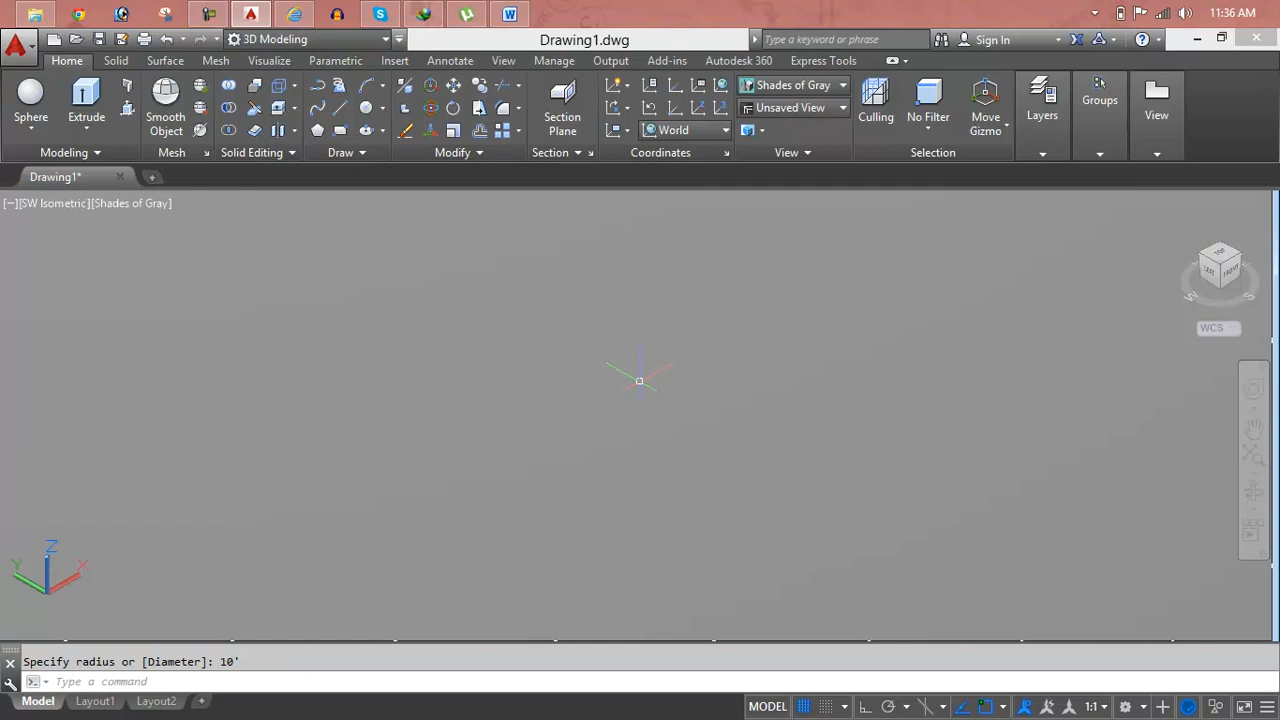 11:36 AM
3D Modeling
Drawing1.dwg
Type a keyword or phrase
Sign In
Home Solid Surface Mesh Visualize Parametric Insert Annotate View Manage Output Add-ins Autodesk 360 Express Tools
Shades of Gray
Unsaved View
World
Sphere
Extrude
Smooth Object
Section Plane
Culling
No Filter
Move Gizmo
Layers
Groups
View
Modeling Mesh Solid Editing Draw Modify Section Coordinates View Selection
Drawing1*
[−][SW Isometric][Shades of Gray]
TOP
LEFT FRONT
W S
WCS
Z
Y X
Specify radius or [Diameter]: 10'
Type a command
Model Layout1 Layout2
MODEL 1:1